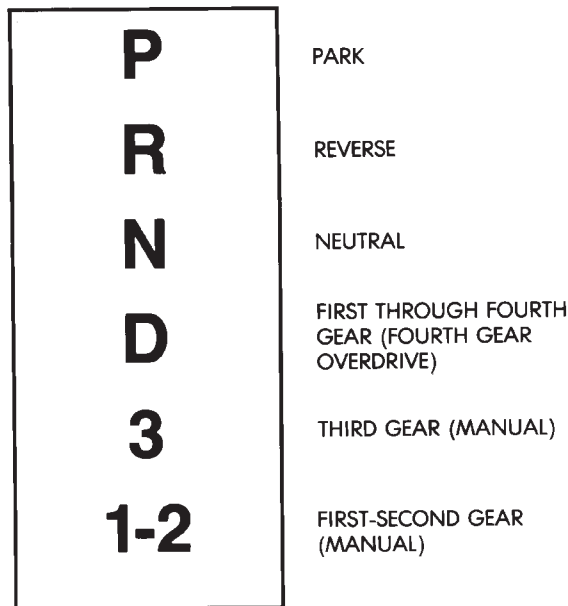 P PARK
R REVERSE
N NEUTRAL
D FIRST THROUGH FOURTH
GEAR (FOURTH GEAR
OVERDRIVE)
3 THIRD GEAR (MANUAL)
1-2 FIRST-SECOND GEAR
(MANUAL)